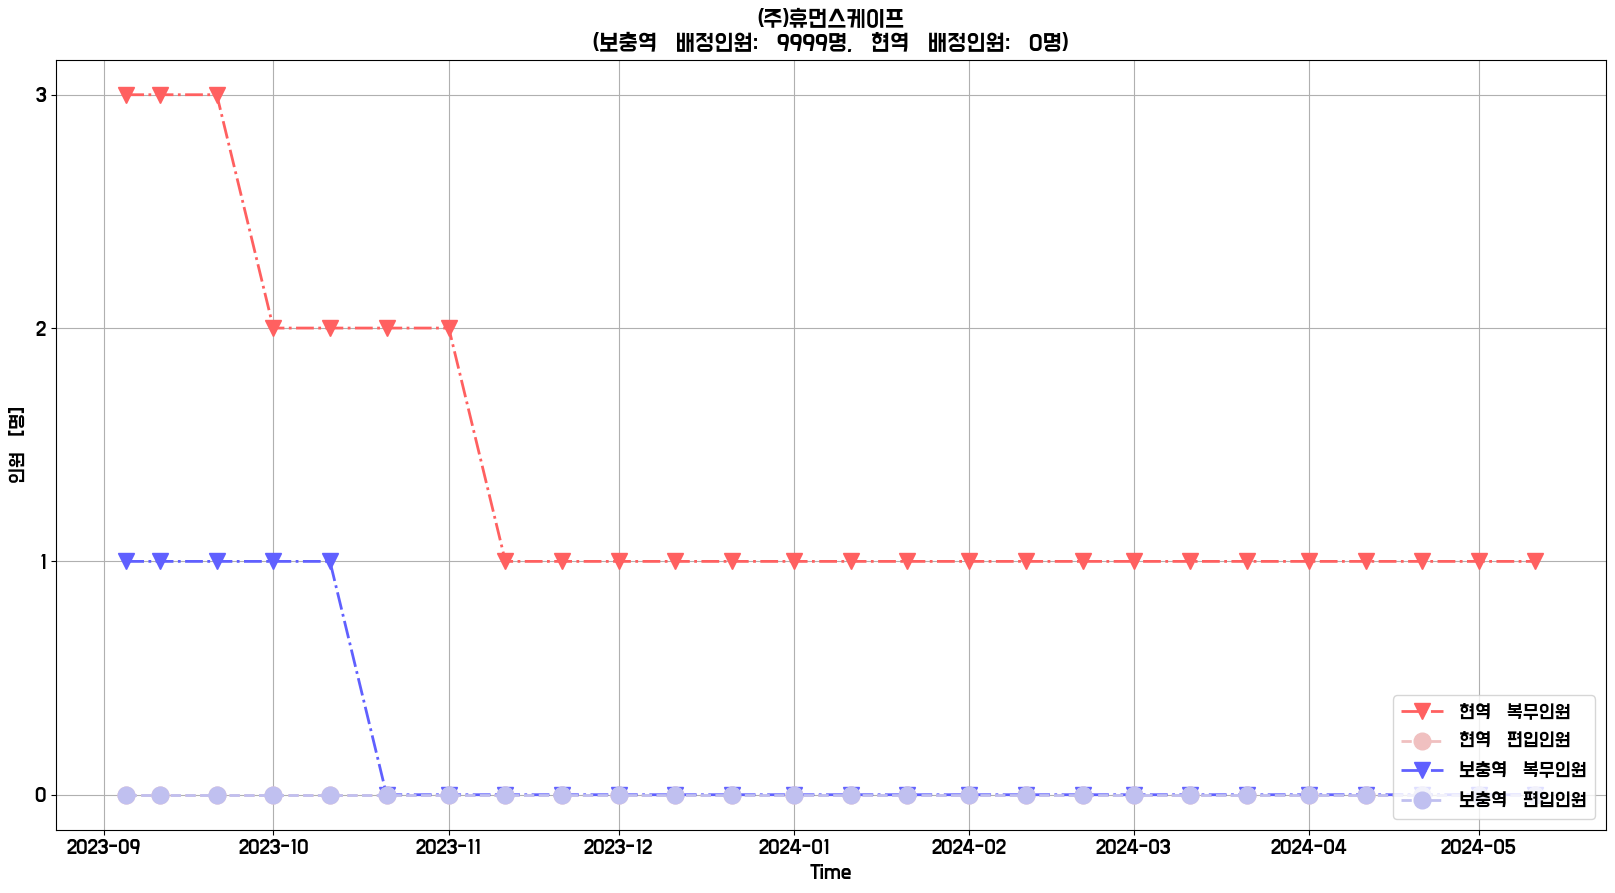 (주)휴먼스케이프
(보충역 배정인원: 9999명, 현역 배정인원: 0명)
3
2
1
0
인원 [명]
2023-09 2023-10 2023-11 2023-12 2024-01 2024-02 2024-03 2024-04 2024-05
Time
현역 복무인원
현역 편입인원
보충역 복무인원
보충역 편입인원